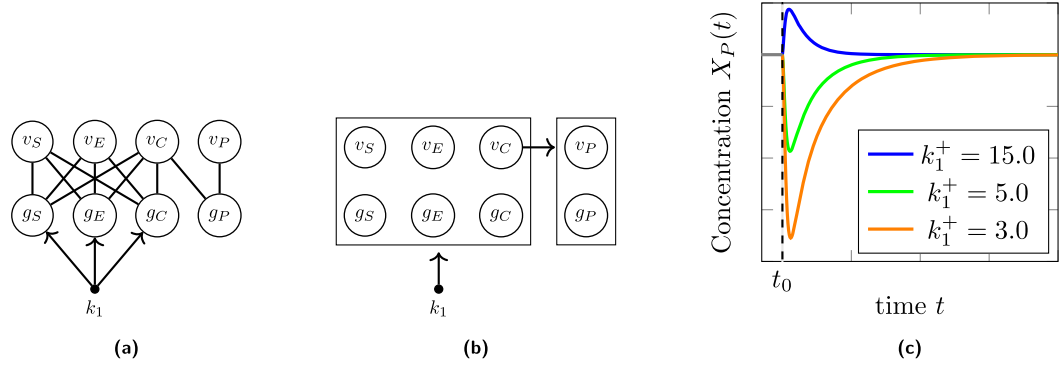 v_S v_E v_C v_P
g_S g_E g_C g_P
k_1
(a)
v_S v_E v_C v_P
g_S g_E g_C g_P
k_1
(b)
Concentration X_P(t)
k_1^+ = 15.0
k_1^+ = 5.0
k_1^+ = 3.0
t_0
time t
(c)